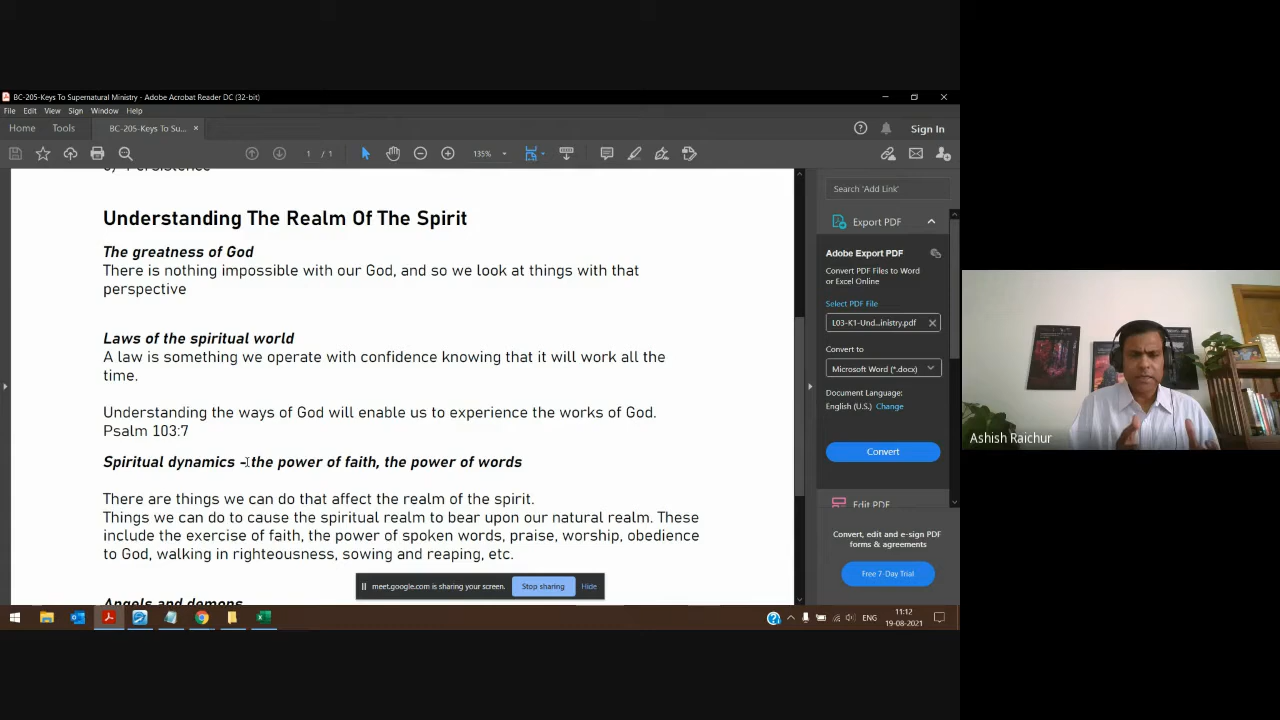 BC-205-Keys To Supernatural Ministry - Adobe Acrobat Reader DC (32-bit)
File Edit View Sign Window Help
Home Tools BC-205-Keys To Su... × Sign In
1 / 1 135%
Persistence
Understanding The Realm Of The Spirit
The greatness of God
There is nothing impossible with our God, and so we look at things with that
perspective
Laws of the spiritual world
A law is something we operate with confidence knowing that it will work all the
time.
Understanding the ways of God will enable us to experience the works of God.
Psalm 103:7
Spiritual dynamics - the power of faith, the power of words
There are things we can do that affect the realm of the spirit.
Things we can do to cause the spiritual realm to bear upon our natural realm. These
include the exercise of faith, the power of spoken words, praise, worship, obedience
to God, walking in righteousness, sowing and reaping, etc.
Angels and demons
Search 'Add Link'
Export PDF
Adobe Export PDF
Convert PDF Files to Word
or Excel Online
Select PDF File
L03-K1-Und...inistry.pdf
Convert to
Microsoft Word (*.docx)
Document Language:
English (U.S.) Change
Convert
Edit PDF
Convert, edit and e-sign PDF
forms & agreements
Free 7-Day Trial
meet.google.com is sharing your screen. Stop sharing Hide
ENG 11:12
19-08-2021
Ashish Raichur